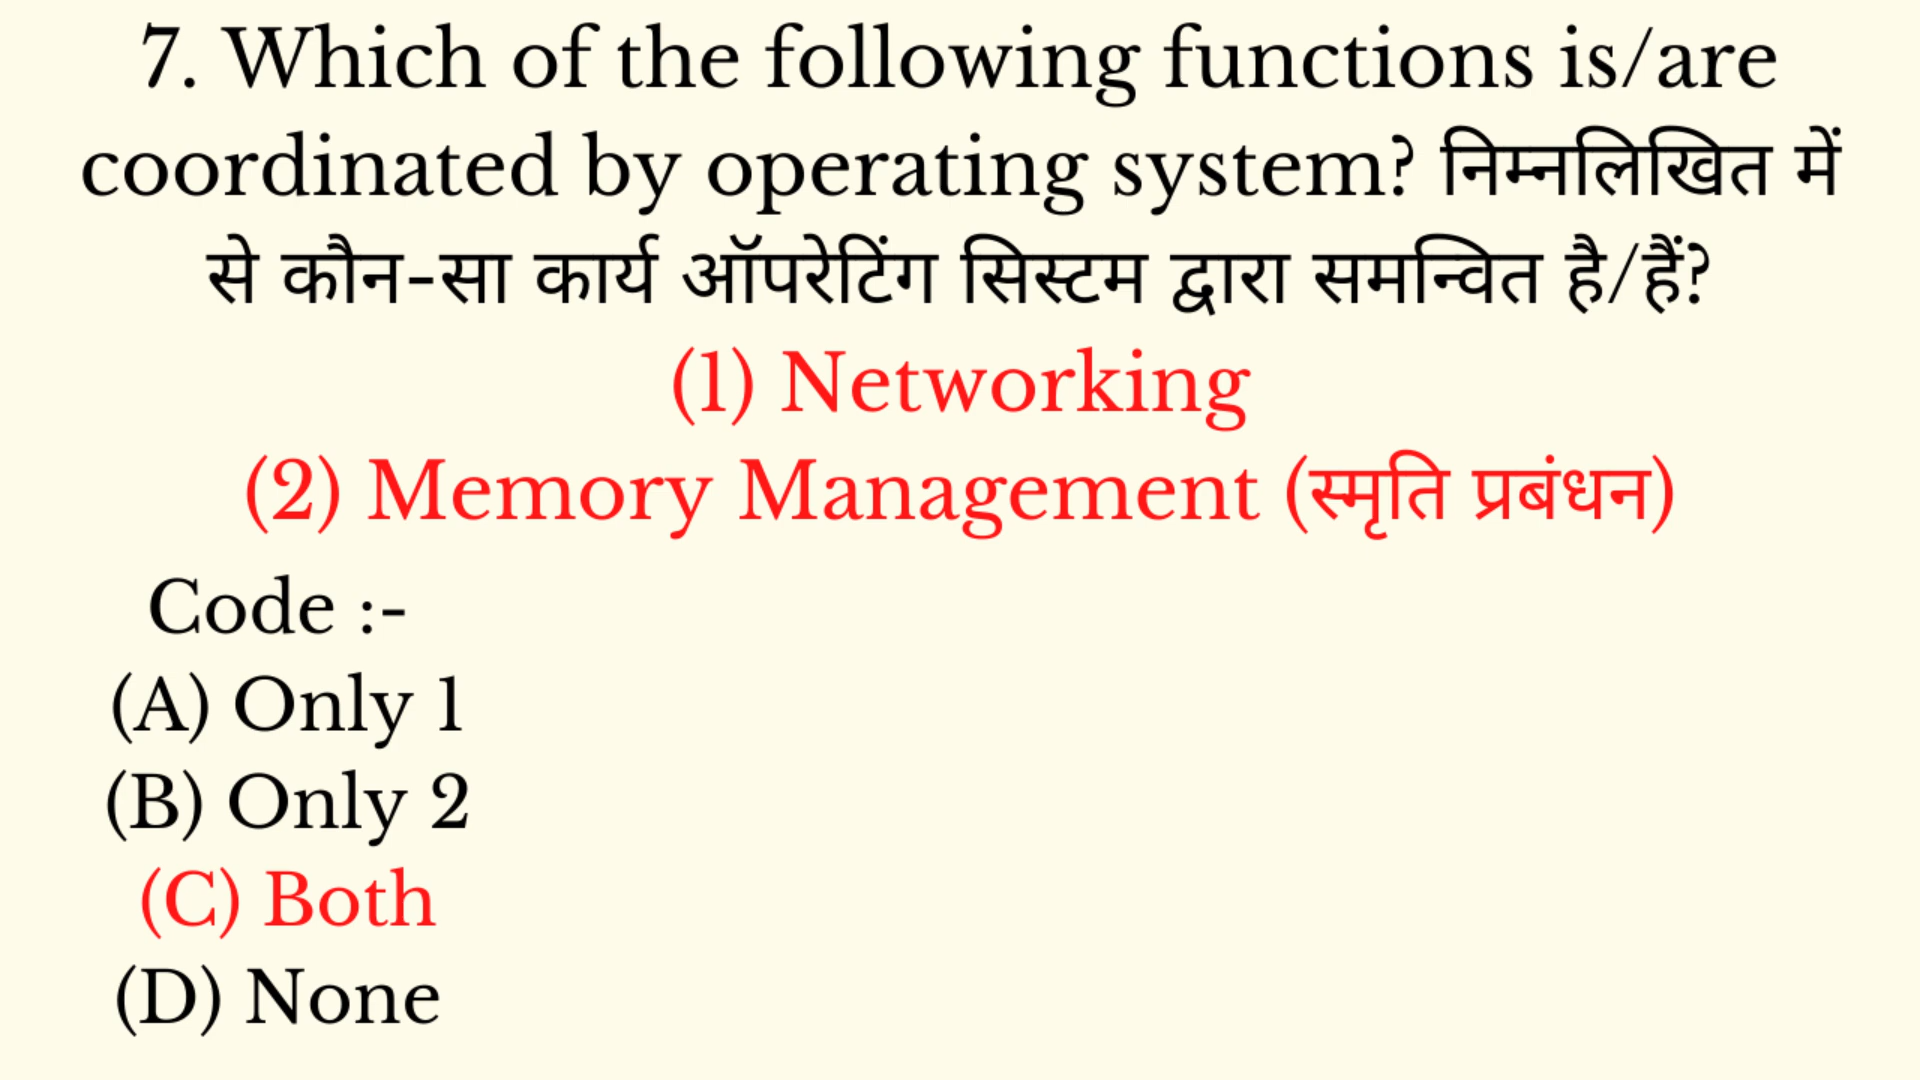 7. Which of the following functions is/are
coordinated by operating system? निम्नलिखित में
से कौन-सा कार्य ऑपरेटिंग सिस्टम द्वारा समन्वित है/हैं?
(1) Networking
(2) Memory Management (स्मृति प्रबंधन)
Code :-
(A) Only 1
(B) Only 2
(C) Both
(D) None